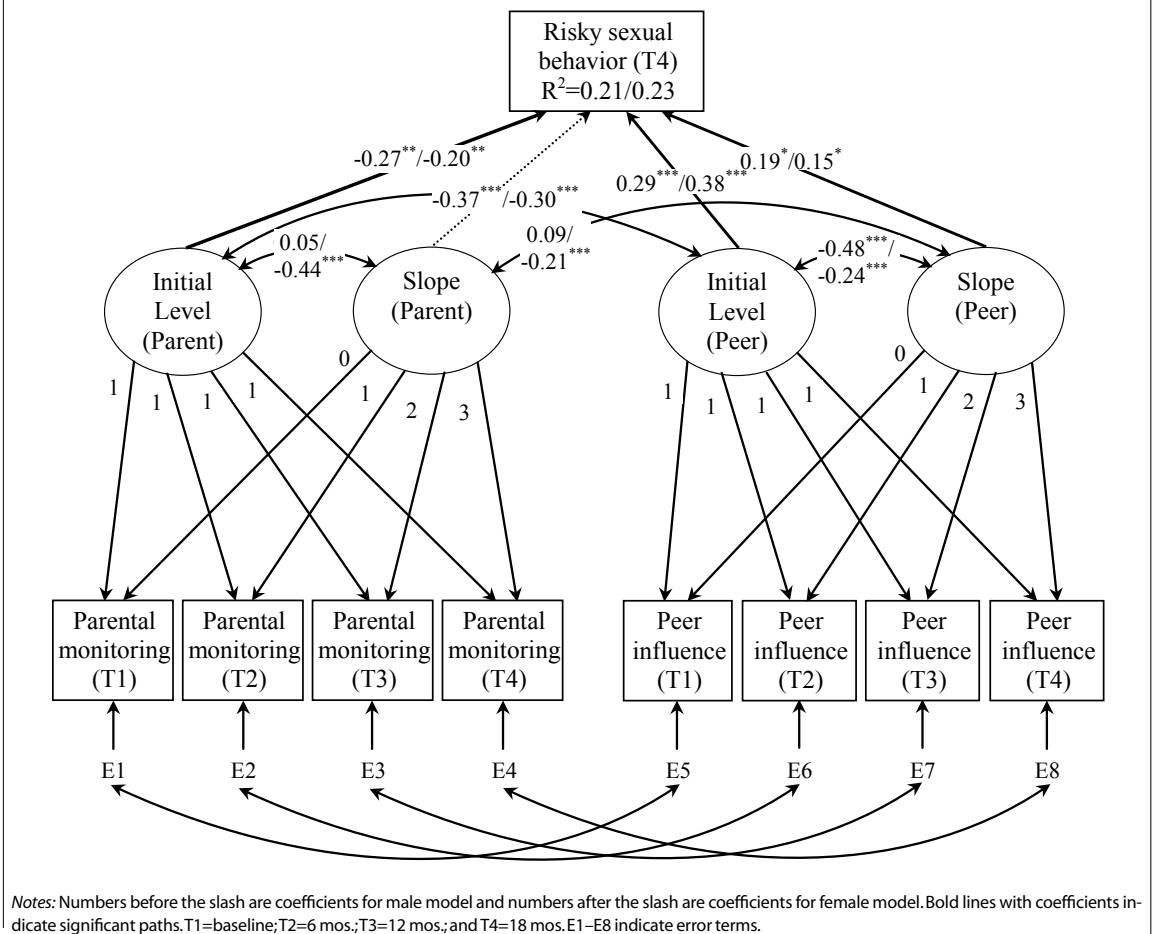 Risky sexual
behavior (T4)
R²=0.21/0.23
-0.27**/-0.20**
0.19*/0.15*
0.29***/0.38***
-0.37***/-0.30***
0.05/
-0.44***
0.09/
-0.21***
-0.48***/
-0.24***
Initial
Level
(Parent)
Slope
(Parent)
Initial
Level
(Peer)
Slope
(Peer)
1
1
1
1
0
1
2
3
1
1
1
1
0
1
2
3
Parental
monitoring
(T1)
Parental
monitoring
(T2)
Parental
monitoring
(T3)
Parental
monitoring
(T4)
Peer
influence
(T1)
Peer
influence
(T2)
Peer
influence
(T3)
Peer
influence
(T4)
E1
E2
E3
E4
E5
E6
E7
E8
Notes: Numbers before the slash are coefficients for male model and numbers after the slash are coefficients for female model. Bold lines with coefficients in-
dicate significant paths. T1=baseline; T2=6 mos.; T3=12 mos.; and T4=18 mos. E1–E8 indicate error terms.